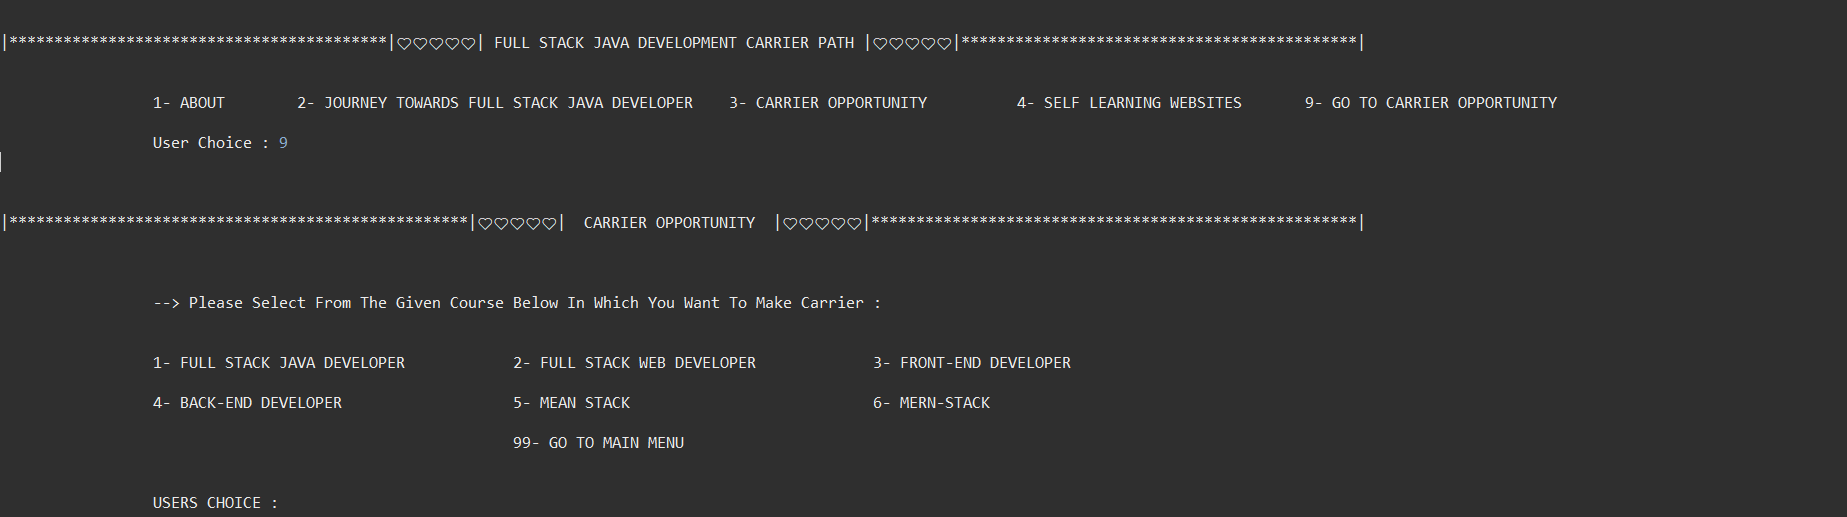 |******************************************|♡♡♡♡♡| FULL STACK JAVA DEVELOPMENT CARRIER PATH |♡♡♡♡♡|********************************************|
1- ABOUT 2- JOURNEY TOWARDS FULL STACK JAVA DEVELOPER 3- CARRIER OPPORTUNITY 4- SELF LEARNING WEBSITES 9- GO TO CARRIER OPPORTUNITY
User Choice : 9
|***************************************************|♡♡♡♡♡| CARRIER OPPORTUNITY |♡♡♡♡♡|******************************************************|
--> Please Select From The Given Course Below In Which You Want To Make Carrier :
1- FULL STACK JAVA DEVELOPER 2- FULL STACK WEB DEVELOPER 3- FRONT-END DEVELOPER
4- BACK-END DEVELOPER 5- MEAN STACK 6- MERN-STACK
99- GO TO MAIN MENU
USERS CHOICE :